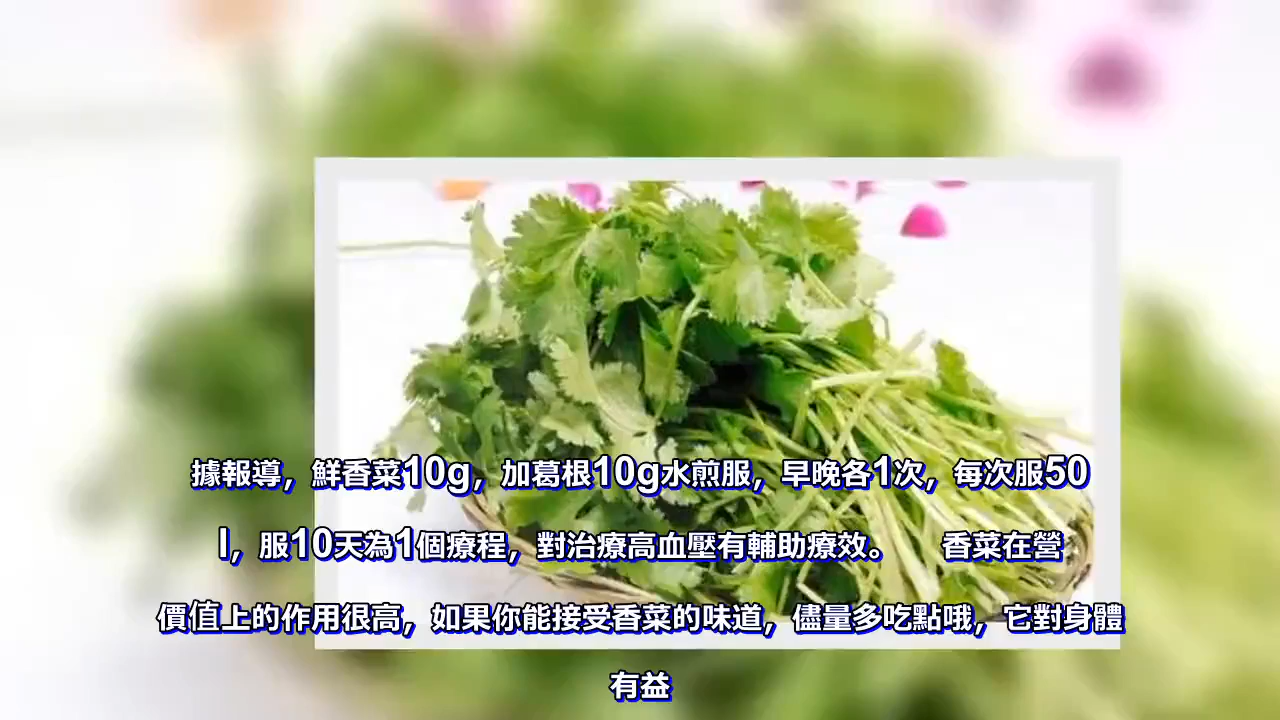 據報導，鮮香菜10g，加葛根10g水煎服，早晚各1次，每次服50
l，服10天為1個療程，對治療高血壓有輔助療效。 香菜在營
價值上的作用很高，如果你能接受香菜的味道，儘量多吃點哦，它對身體
有益